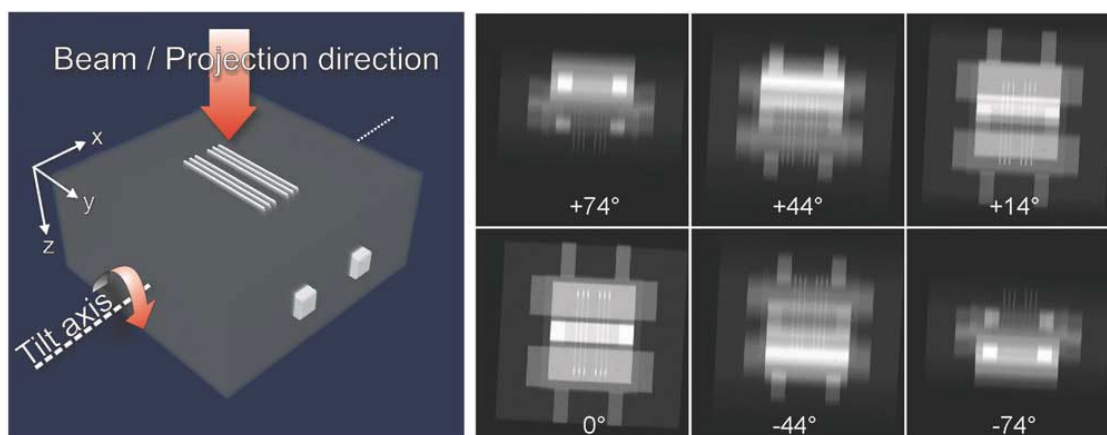 Beam / Projection direction
x
y
z
Tilt axis
+74°
+44°
+14°
0°
-44°
-74°